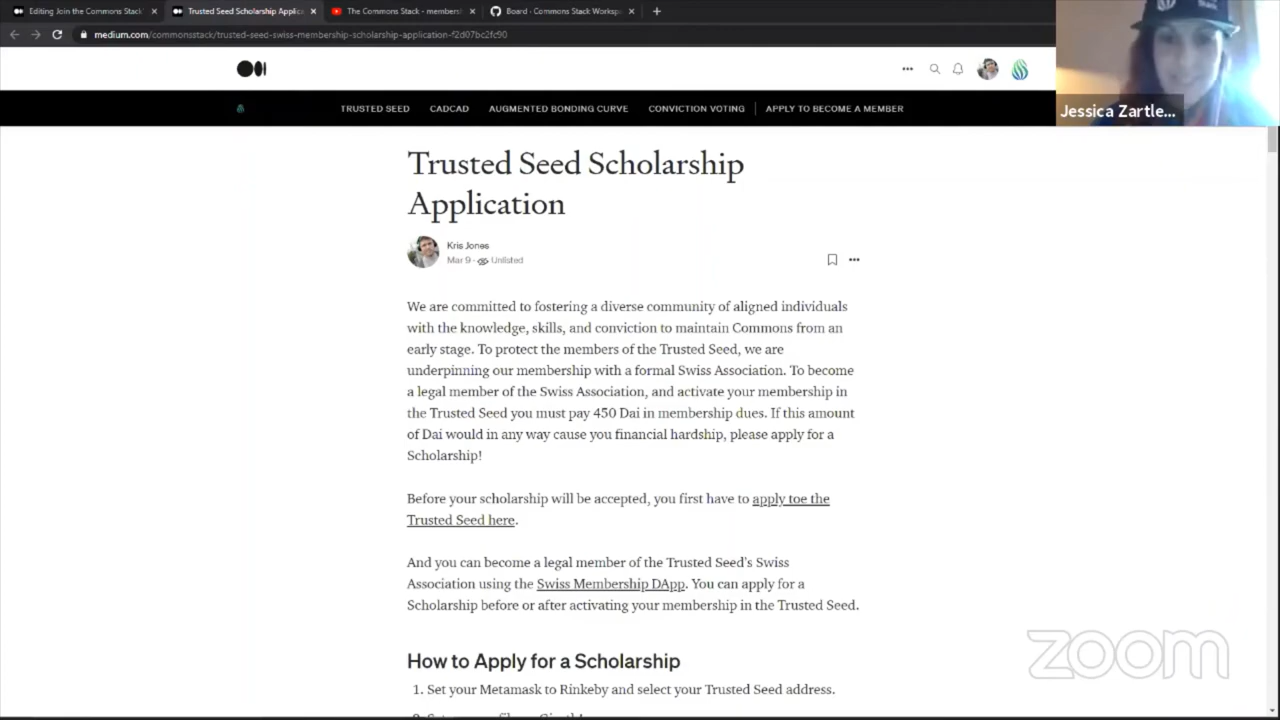 Editing Join the Commons Stack'
Trusted Seed Scholarship Applica
The Commons Stack - members
Board · Commons Stack Worksp
medium.com/commonsstack/trusted-seed-swiss-membership-scholarship-application-f2d07bc2fc90
TRUSTED SEED CADCAD AUGMENTED BONDING CURVE CONVICTION VOTING APPLY TO BECOME A MEMBER
Jessica Zartle...
Trusted Seed Scholarship
Application
Kris Jones
Mar 9 · Unlisted
We are committed to fostering a diverse community of aligned individuals
with the knowledge, skills, and conviction to maintain Commons from an
early stage. To protect the members of the Trusted Seed, we are
underpinning our membership with a formal Swiss Association. To become
a legal member of the Swiss Association, and activate your membership in
the Trusted Seed you must pay 450 Dai in membership dues. If this amount
of Dai would in any way cause you financial hardship, please apply for a
Scholarship!
Before your scholarship will be accepted, you first have to apply toe the
Trusted Seed here.
And you can become a legal member of the Trusted Seed's Swiss
Association using the Swiss Membership DApp. You can apply for a
Scholarship before or after activating your membership in the Trusted Seed.
How to Apply for a Scholarship
1. Set your Metamask to Rinkeby and select your Trusted Seed address.
zoom